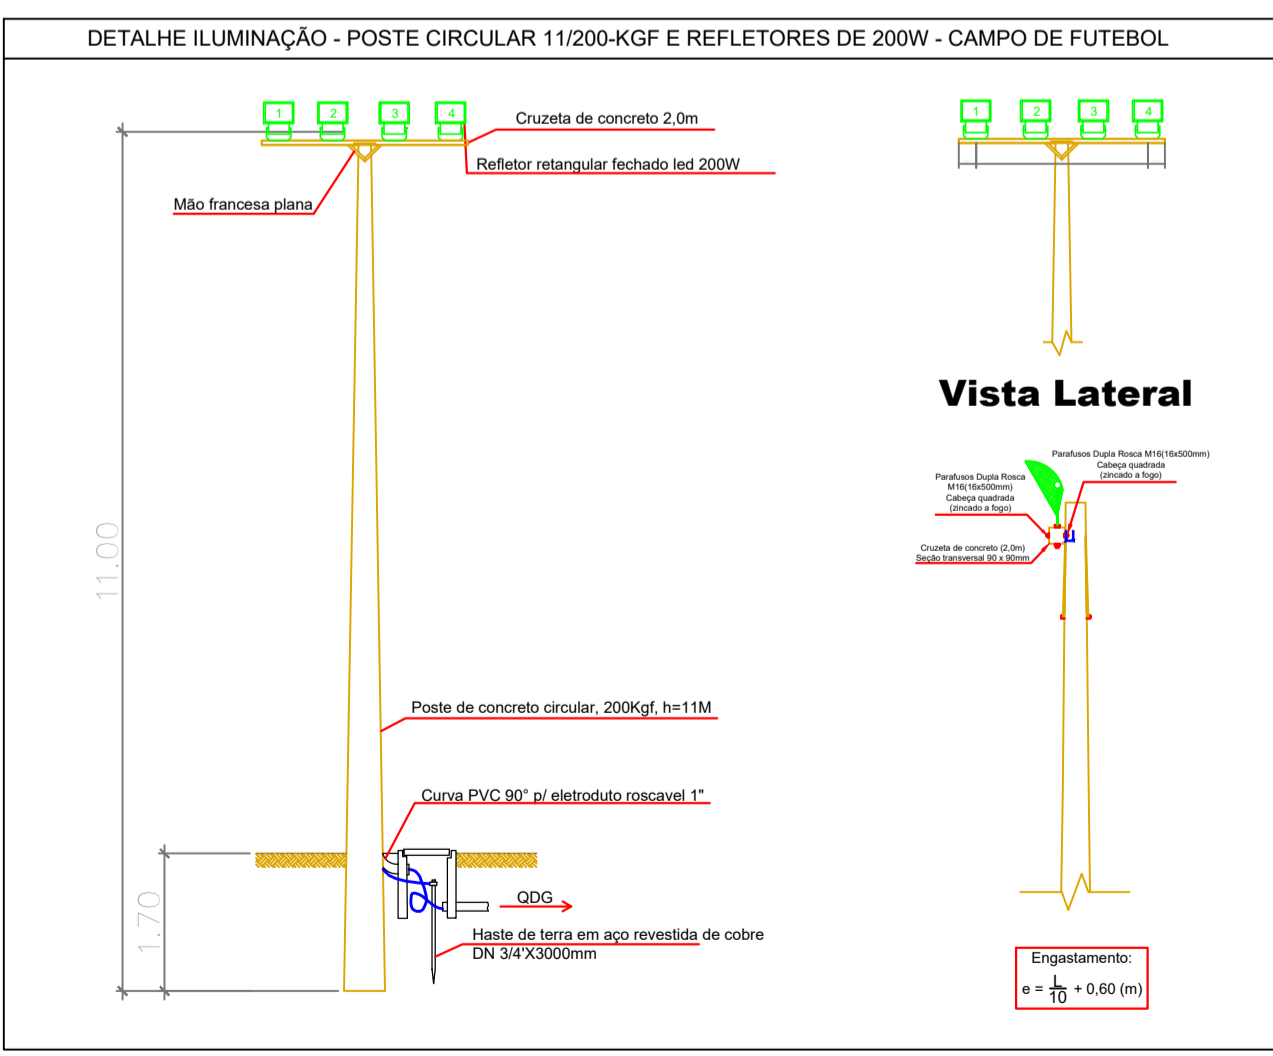 DETALHE ILUMINAÇÃO - POSTE CIRCULAR 11/200-KGF E REFLETORES DE 200W - CAMPO DE FUTEBOL
1 2 3 4
Cruzeta de concreto 2,0m
Refletor retangular fechado led 200W
Mão francesa plana
11.00
Poste de concreto circular, 200Kgf, h=11M
Curva PVC 90° p/ eletroduto roscavel 1"
1.70
QDG
Haste de terra em aço revestida de cobre
DN 3/4'X3000mm
1 2 3 4
Vista Lateral
Parafusos Dupla Rosca M16(16x500mm)
Cabeça quadrada
(zincado a fogo)
Parafusos Dupla Rosca
M16(16x500mm)
Cabeça quadrada
(zincado a fogo)
Cruzeta de concreto (2,0m)
Seção transversal 90 x 90mm
Engastamento:
e = L/10 + 0,60 (m)